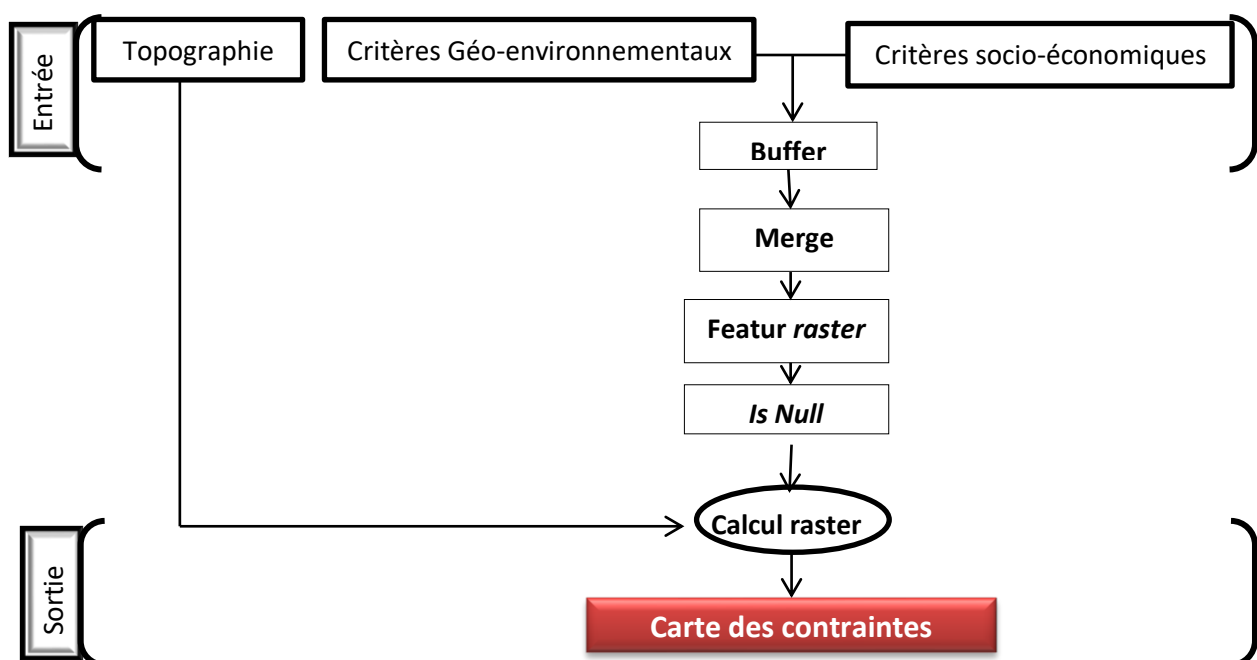 Entrée
Topographie
Critères Géo-environnementaux
Critères socio-économiques
Buffer
Merge
Featur raster
Is Null
Calcul raster
Sortie
Carte des contraintes